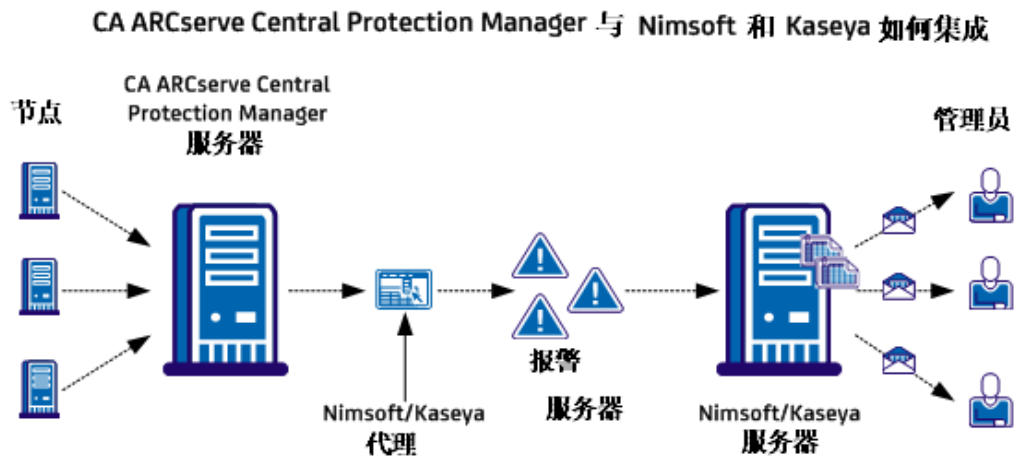 CA ARCserve Central Protection Manager 与 Nimsoft 和 Kaseya 如何集成
节点
CA ARCserve Central
Protection Manager
服务器
管理员
报警
服务器
Nimsoft/Kaseya
代理
Nimsoft/Kaseya
服务器